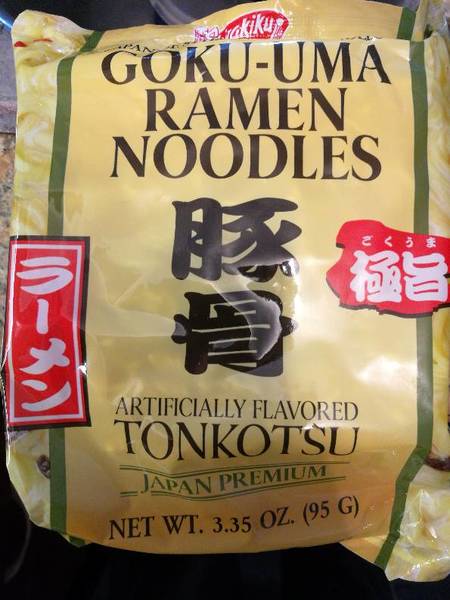 GOKU-UMA
RAMEN
NOODLES
豚骨
ごくうま
極旨
ラーメン
ARTIFICIALLY FLAVORED
TONKOTSU
JAPAN PREMIUM
NET WT. 3.35 OZ. (95 G)